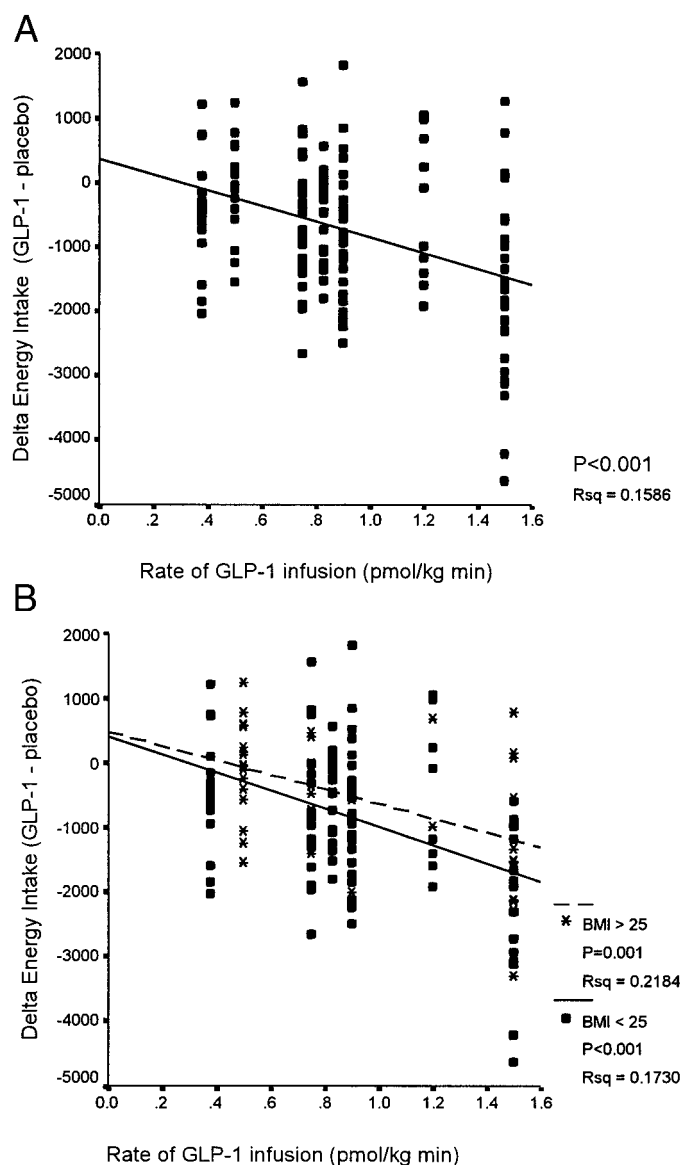 A
2000
1000
0
-1000
-2000
-3000
-4000
-5000
Delta Energy Intake (GLP-1 - placebo)
0.0 .2 .4 .6 .8 1.0 1.2 1.4 1.6
Rate of GLP-1 infusion (pmol/kg min)
P<0.001
Rsq = 0.1586
B
2000
1000
0
-1000
-2000
-3000
-4000
-5000
Delta Energy Intake (GLP-1 - placebo)
0.0 .2 .4 .6 .8 1.0 1.2 1.4 1.6
Rate of GLP-1 infusion (pmol/kg min)
BMI > 25
P=0.001
Rsq = 0.2184
BMI < 25
P<0.001
Rsq = 0.1730